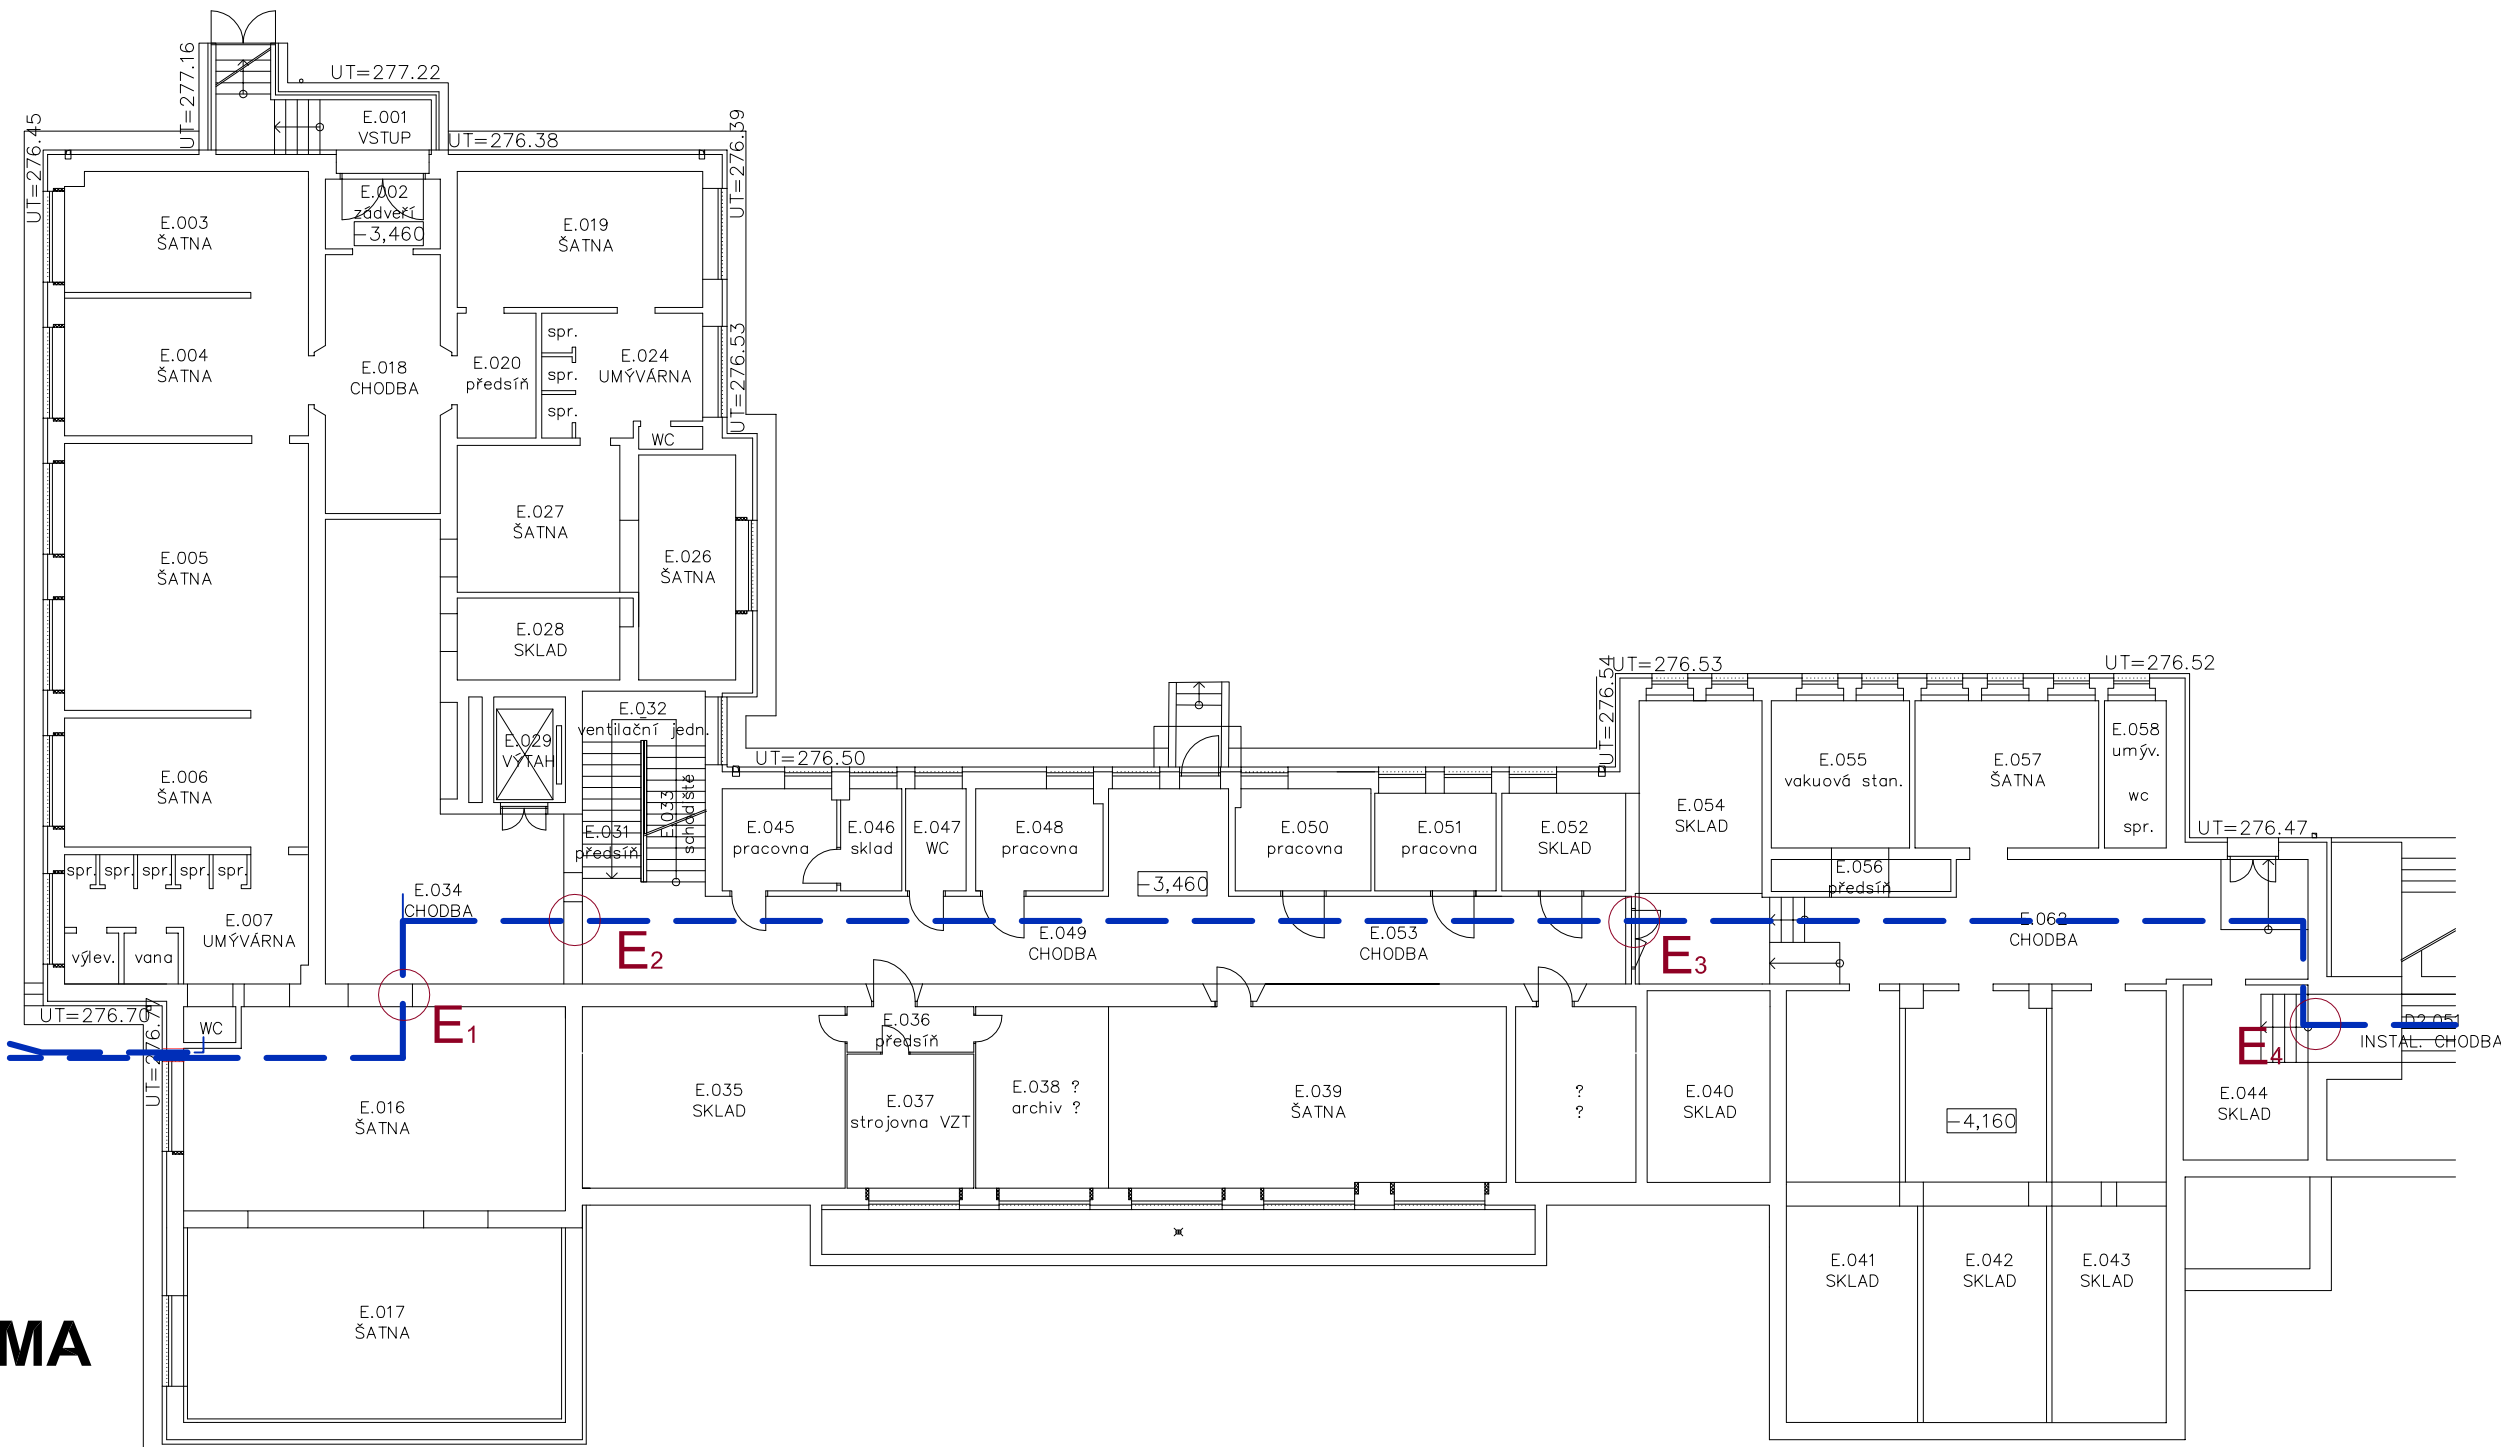 UT=277.16
UT=277.22
UT=276.45
E.001
VSTUP
UT=276.38
UT=276.39
E.002
zádveří
-3,460
E.003
ŠATNA
E.019
ŠATNA
spr.
E.004
ŠATNA
E.018
CHODBA
E.020
předsíň
spr.
E.024
UMÝVÁRNA
UT=276.53
spr.
WC
E.027
ŠATNA
E.005
ŠATNA
E.026
ŠATNA
E.028
SKLAD
E.032
ventilační jedn.
E.029
VÝTAH
E.006
ŠATNA
E.033
schodiště
E.031
předsíň
UT=276.50
UT=276.54
UT=276.53
UT=276.52
E.045
pracovna
E.046
sklad
E.047
WC
E.048
pracovna
-3,460
E.050
pracovna
E.051
pracovna
E.052
SKLAD
E.054
SKLAD
E.055
vakuová stan.
E.057
ŠATNA
E.058
umýv.
WC
spr.
UT=276.47
E.056
předsíň
spr.
spr.
spr.
spr.
spr.
E.034
CHODBA
E.007
UMÝVÁRNA
výlev.
vana
E2
E.049
CHODBA
E.053
CHODBA
E3
E.062
CHODBA
UT=276.70
UT=276.77
WC
E1
E.036
předsíň
E4
D2.051
INSTAL. CHODBA
E.016
ŠATNA
E.035
SKLAD
E.037
strojovna VZT
E.038 ?
archiv ?
E.039
ŠATNA
?
?
E.040
SKLAD
-4,160
E.044
SKLAD
E.041
SKLAD
E.042
SKLAD
E.043
SKLAD
E.017
ŠATNA
MA